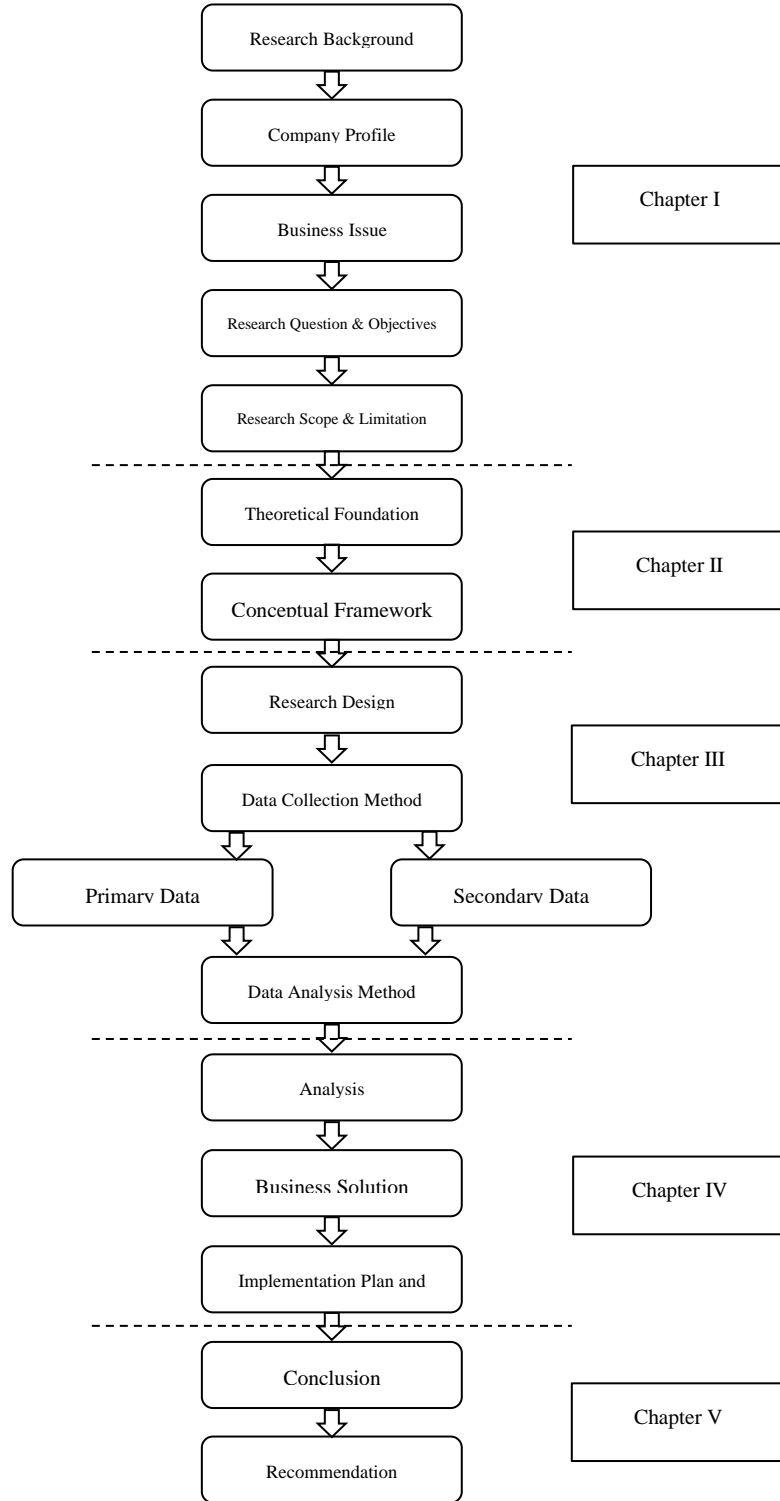 Research Background
Company Profile
Chapter I
Business Issue
Research Question & Objectives
Research Scope & Limitation
Theoretical Foundation
Chapter II
Conceptual Framework
Research Design
Chapter III
Data Collection Method
Primary Data
Secondary Data
Data Analysis Method
Analysis
Business Solution
Chapter IV
Implementation Plan and
Conclusion
Chapter V
Recommendation